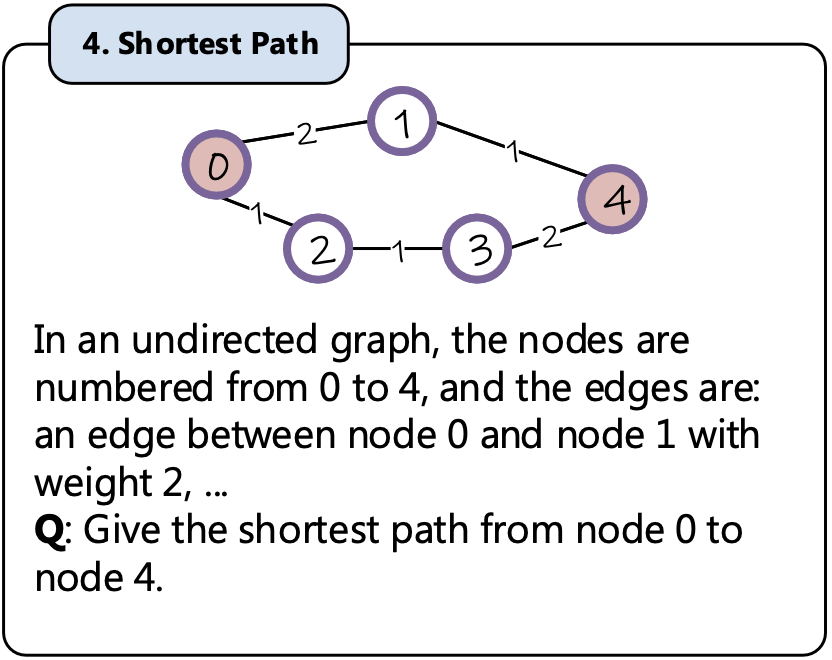 4. Shortest Path
1
2
0
1
4
1
2
1
3
2
In an undirected graph, the nodes are
numbered from 0 to 4, and the edges are:
an edge between node 0 and node 1 with
weight 2, ...
Q: Give the shortest path from node 0 to
node 4.